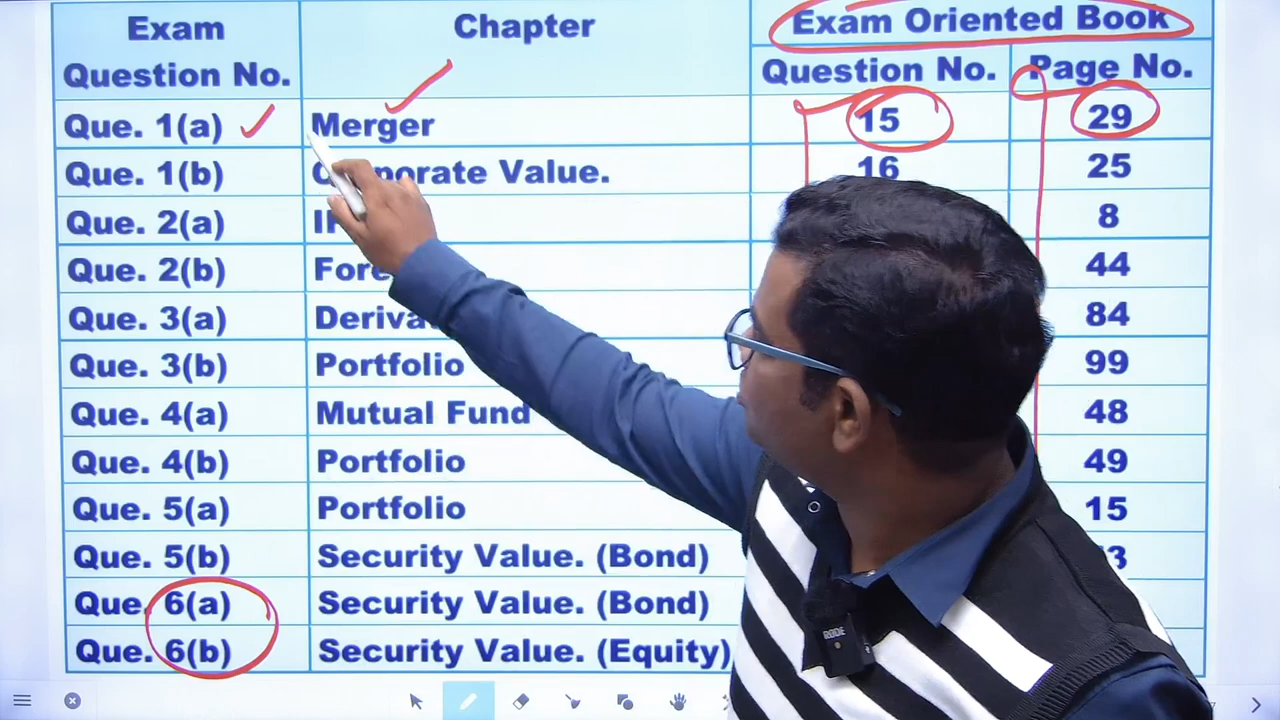 Exam Question No. Chapter Exam Oriented Book
Question No. Page No.
Que. 1(a) Merger 15 29
Que. 1(b) Value. 16 25
Que. 2(a) 8
Que. 2(b) 44
Que. 3(a) 84
Que. 3(b) Portfolio 99
Que. 4(a) Mutual Fund 48
Que. 4(b) Portfolio 49
Que. 5(a) Portfolio 15
Que. 5(b) Security Value. (Bond)
Que. 6(a) Security Value. (Bond)
Que. 6(b) Security Value. (Equity)
RODE